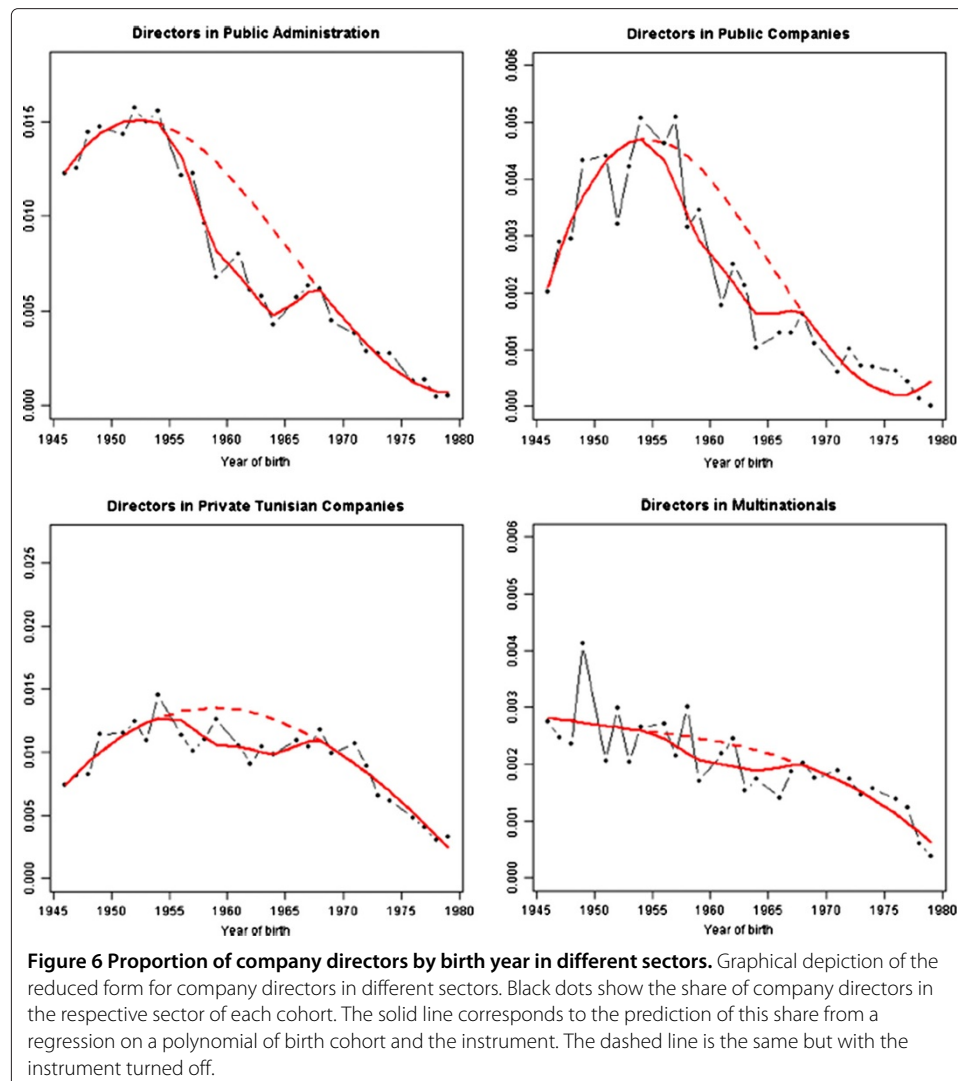 Directors in Public Administration
0.015
0.010
0.005
0.000
1945 1950 1955 1960 1965 1970 1975 1980
Year of birth
Directors in Public Companies
0.006
0.005
0.004
0.003
0.002
0.001
0.000
1945 1950 1955 1960 1965 1970 1975 1980
Year of birth
Directors in Private Tunisian Companies
0.025
0.020
0.015
0.010
0.005
0.000
1945 1950 1955 1960 1965 1970 1975 1980
Year of birth
Directors in Multinationals
0.006
0.005
0.004
0.003
0.002
0.001
0.000
1945 1950 1955 1960 1965 1970 1975 1980
Year of birth
Figure 6 Proportion of company directors by birth year in different sectors. Graphical depiction of the
reduced form for company directors in different sectors. Black dots show the share of company directors in
the respective sector of each cohort. The solid line corresponds to the prediction of this share from a
regression on a polynomial of birth cohort and the instrument. The dashed line is the same but with the
instrument turned off.